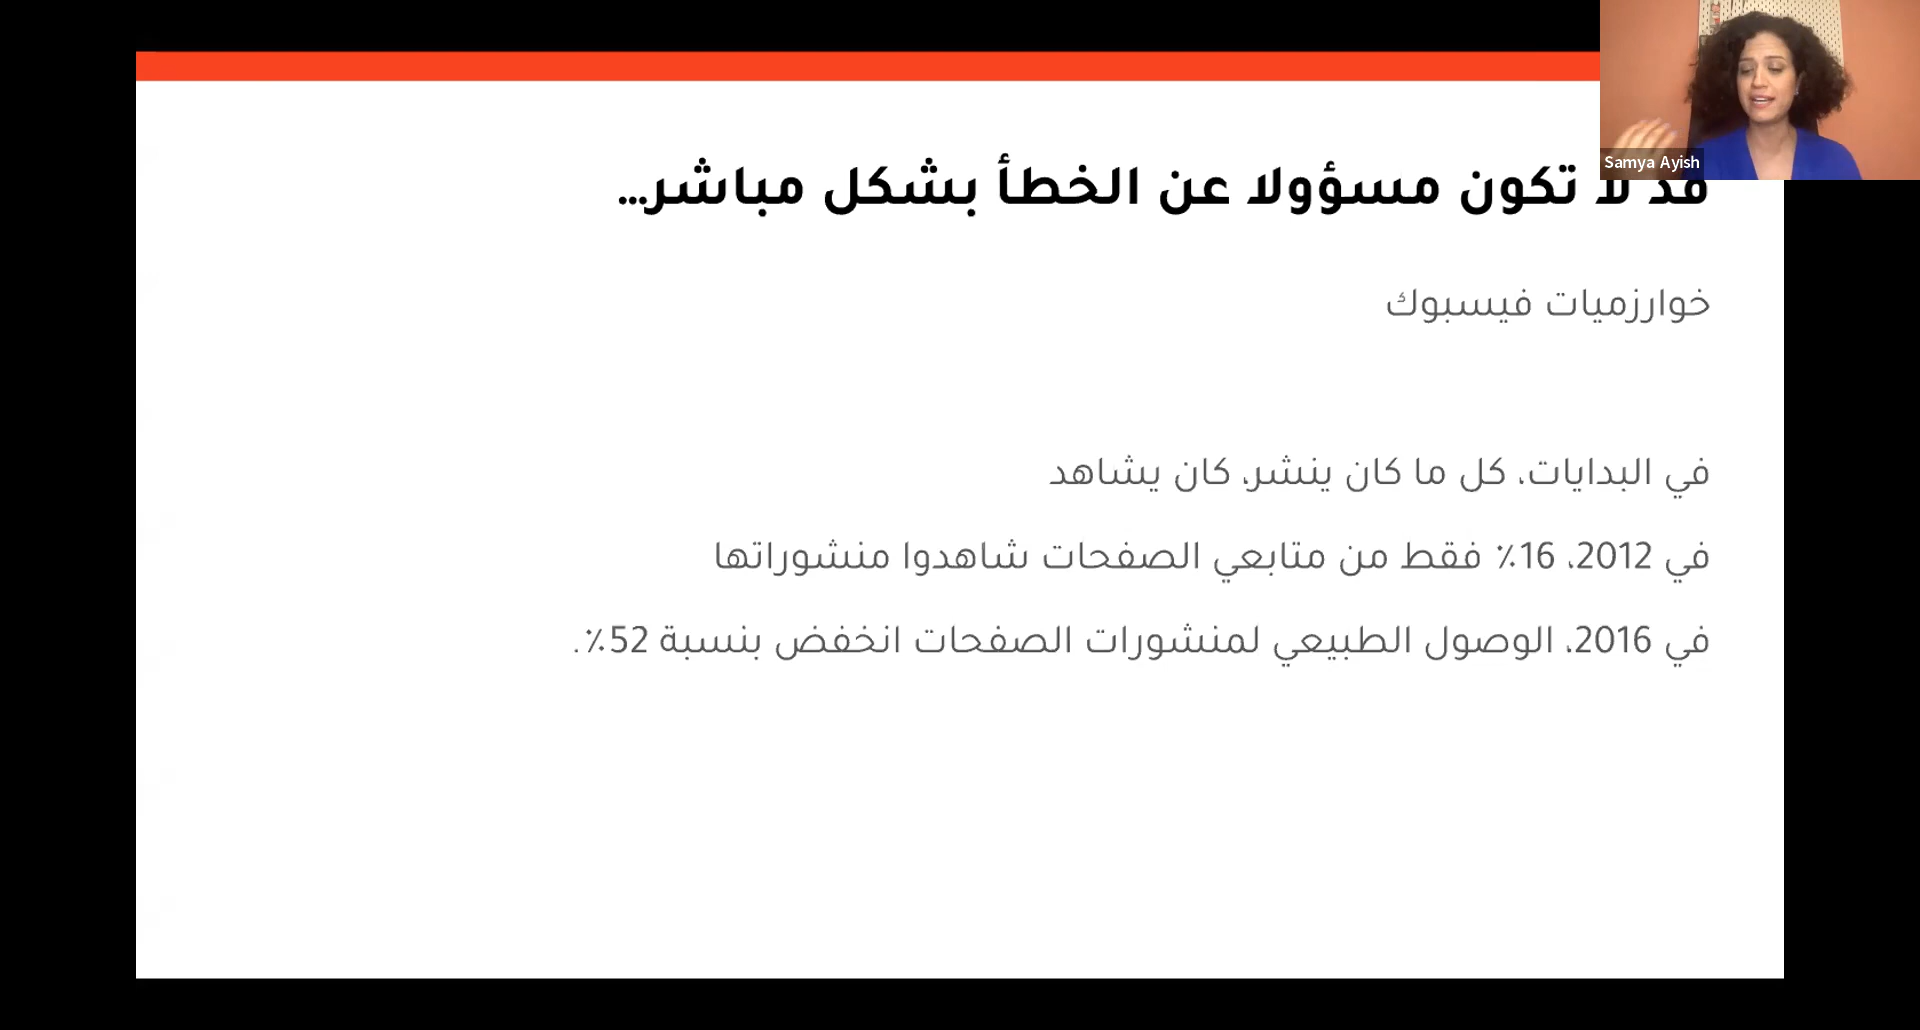 Samya Ayish
قد لا تكون مسؤولا عن الخطأ بشكل مباشر...
خوارزميات فيسبوك
في البدايات، كل ما كان ينشر، كان يشاهد
في 2012، 16٪ فقط من متابعي الصفحات شاهدوا منشوراتها
في 2016، الوصول الطبيعي لمنشورات الصفحات انخفض بنسبة 52٪.